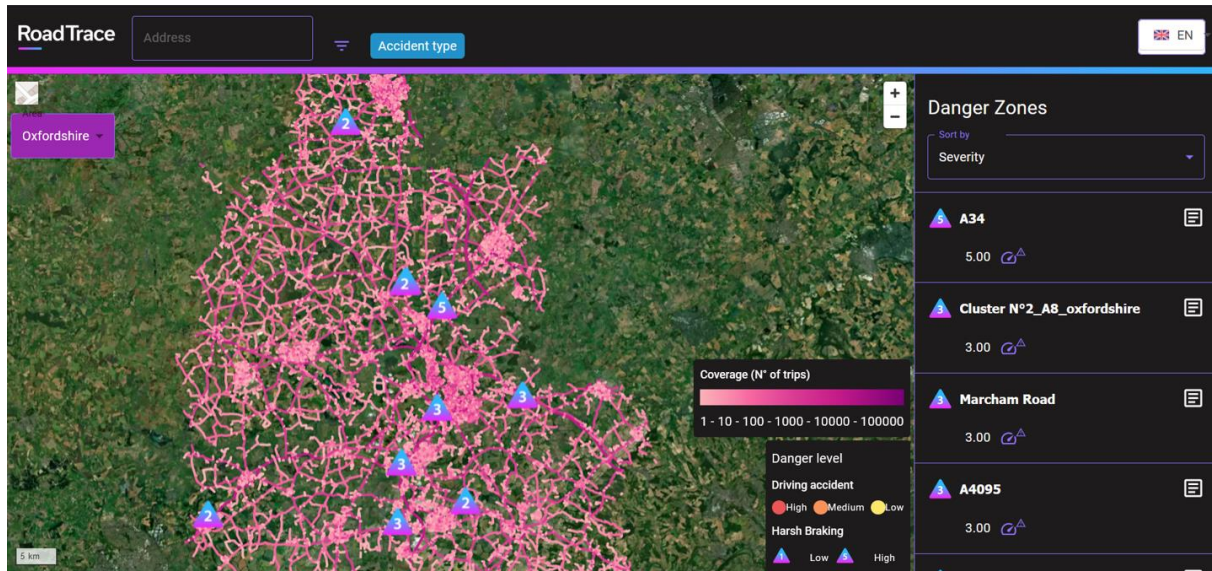 RoadTrace
Address
Accident type
EN
Area
Oxfordshire
+
−
2
2
5
3
3
3
2
2
3
5 km
Coverage (N° of trips)
1 - 10 - 100 - 1000 - 10000 - 100000
Danger level
Driving accident
High Medium Low
Harsh Braking
1 Low 5 High
Danger Zones
Sort by
Severity
5 A34
5.00
3 Cluster N°2_A8_oxfordshire
3.00
3 Marcham Road
3.00
3 A4095
3.00